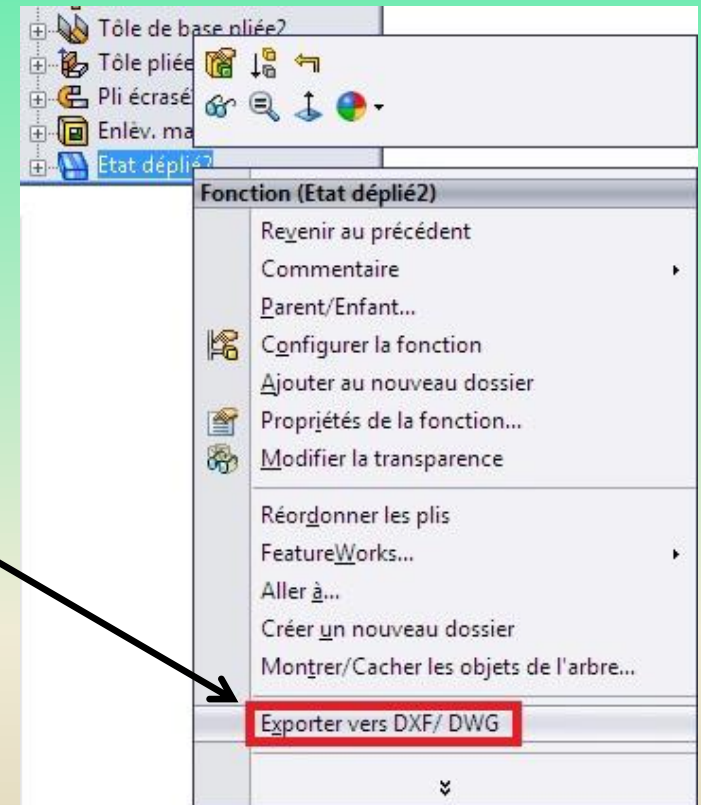 Tôle de base pliée2
Tôle pliée
Pli écrasé
Enlèv. ma
Etat déplié2
Fonction (Etat déplié2)
Revenir au précédent
Commentaire
Parent/Enfant...
Configurer la fonction
Ajouter au nouveau dossier
Propriétés de la fonction...
Modifier la transparence
Réordonner les plis
FeatureWorks...
Aller à...
Créer un nouveau dossier
Montrer/Cacher les objets de l'arbre...
Exporter vers DXF/ DWG